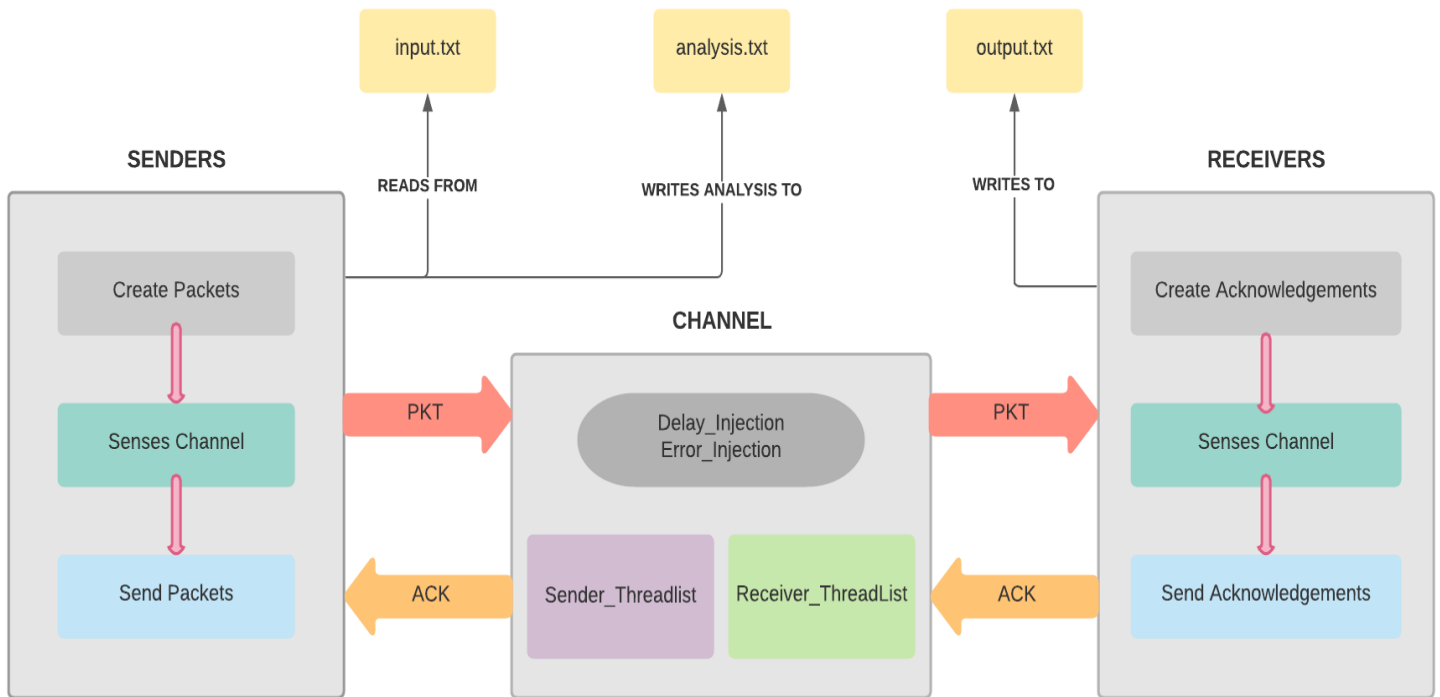 input.txt
analysis.txt
output.txt
SENDERS
RECEIVERS
READS FROM
WRITES ANALYSIS TO
WRITES TO
Create Packets
Create Acknowledgements
CHANNEL
PKT
Delay_Injection
Error_Injection
PKT
Senses Channel
Senses Channel
Send Packets
ACK
Sender_Threadlist
Receiver_ThreadList
ACK
Send Acknowledgements